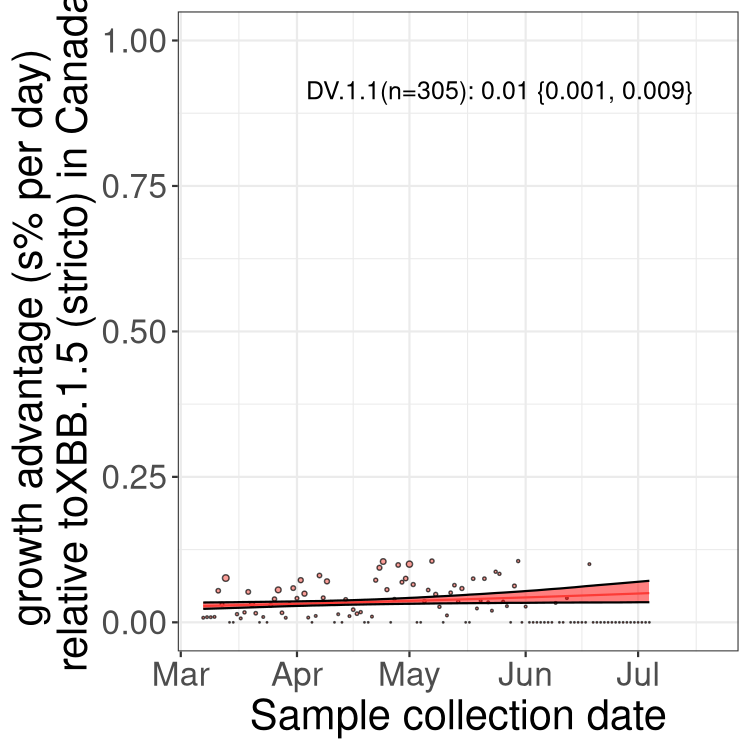 growth advantage (s% per day)
relative toXBB.1.5 (stricto) in Canada
1.00
0.75
0.50
0.25
0.00
DV.1.1(n=305): 0.01 {0.001, 0.009}
Mar Apr May Jun Jul
Sample collection date